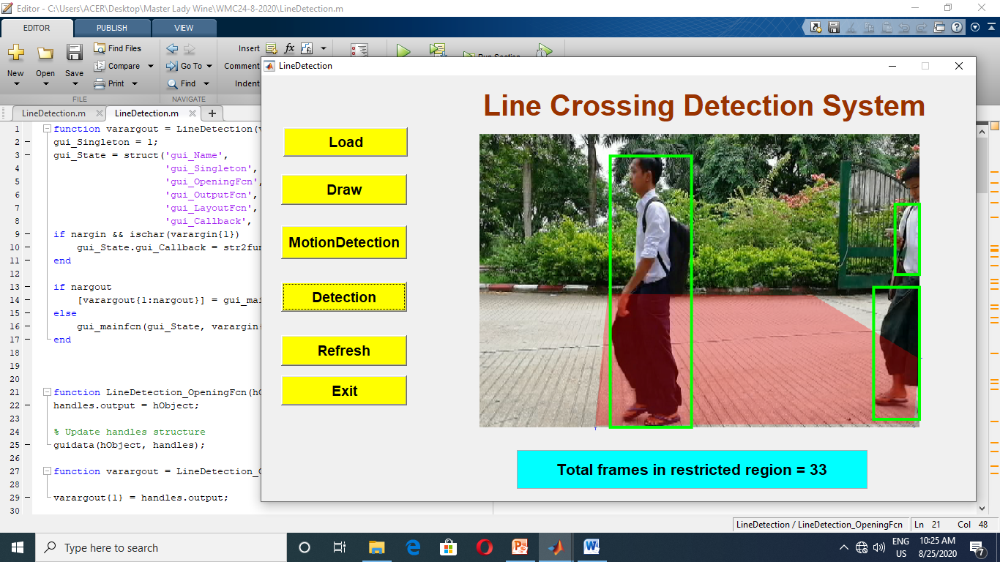 Editor - C:\Users\ACER\Desktop\Master Lady Wine\WMC24-8-2020\LineDetection.m
EDITOR PUBLISH VIEW
Find Files
Compare
Print
New Open Save
Go To
Find
Insert fx
Comment
Indent
FILE NAVIGATE
LineDetection.m LineDetection.m
1 function varargout = LineDetection(
2 gui_Singleton = 1;
3 gui_State = struct('gui_Name',
4 'gui_Singleton',
5 'gui_OpeningFcn',
6 'gui_OutputFcn',
7 'gui_LayoutFcn',
8 'gui_Callback',
9 if nargin && ischar(varargin{1})
10 gui_State.gui_Callback = str2fun
11 end
12
13 if nargout
14 [varargout{1:nargout}] = gui_mai
15 else
16 gui_mainfcn(gui_State, varargin
17 end
18
19
20
21 function LineDetection_OpeningFcn(hO
22 handles.output = hObject;
23
24 % Update handles structure
25 guidata(hObject, handles);
26
27 function varargout = LineDetection_
28
29 varargout{1} = handles.output;
30
LineDetection
Line Crossing Detection System
Load
Draw
MotionDetection
Detection
Refresh
Exit
Total frames in restricted region = 33
LineDetection / LineDetection_OpeningFcn Ln 21 Col 48
Type here to search
ENG
US
10:25 AM
8/25/2020
7